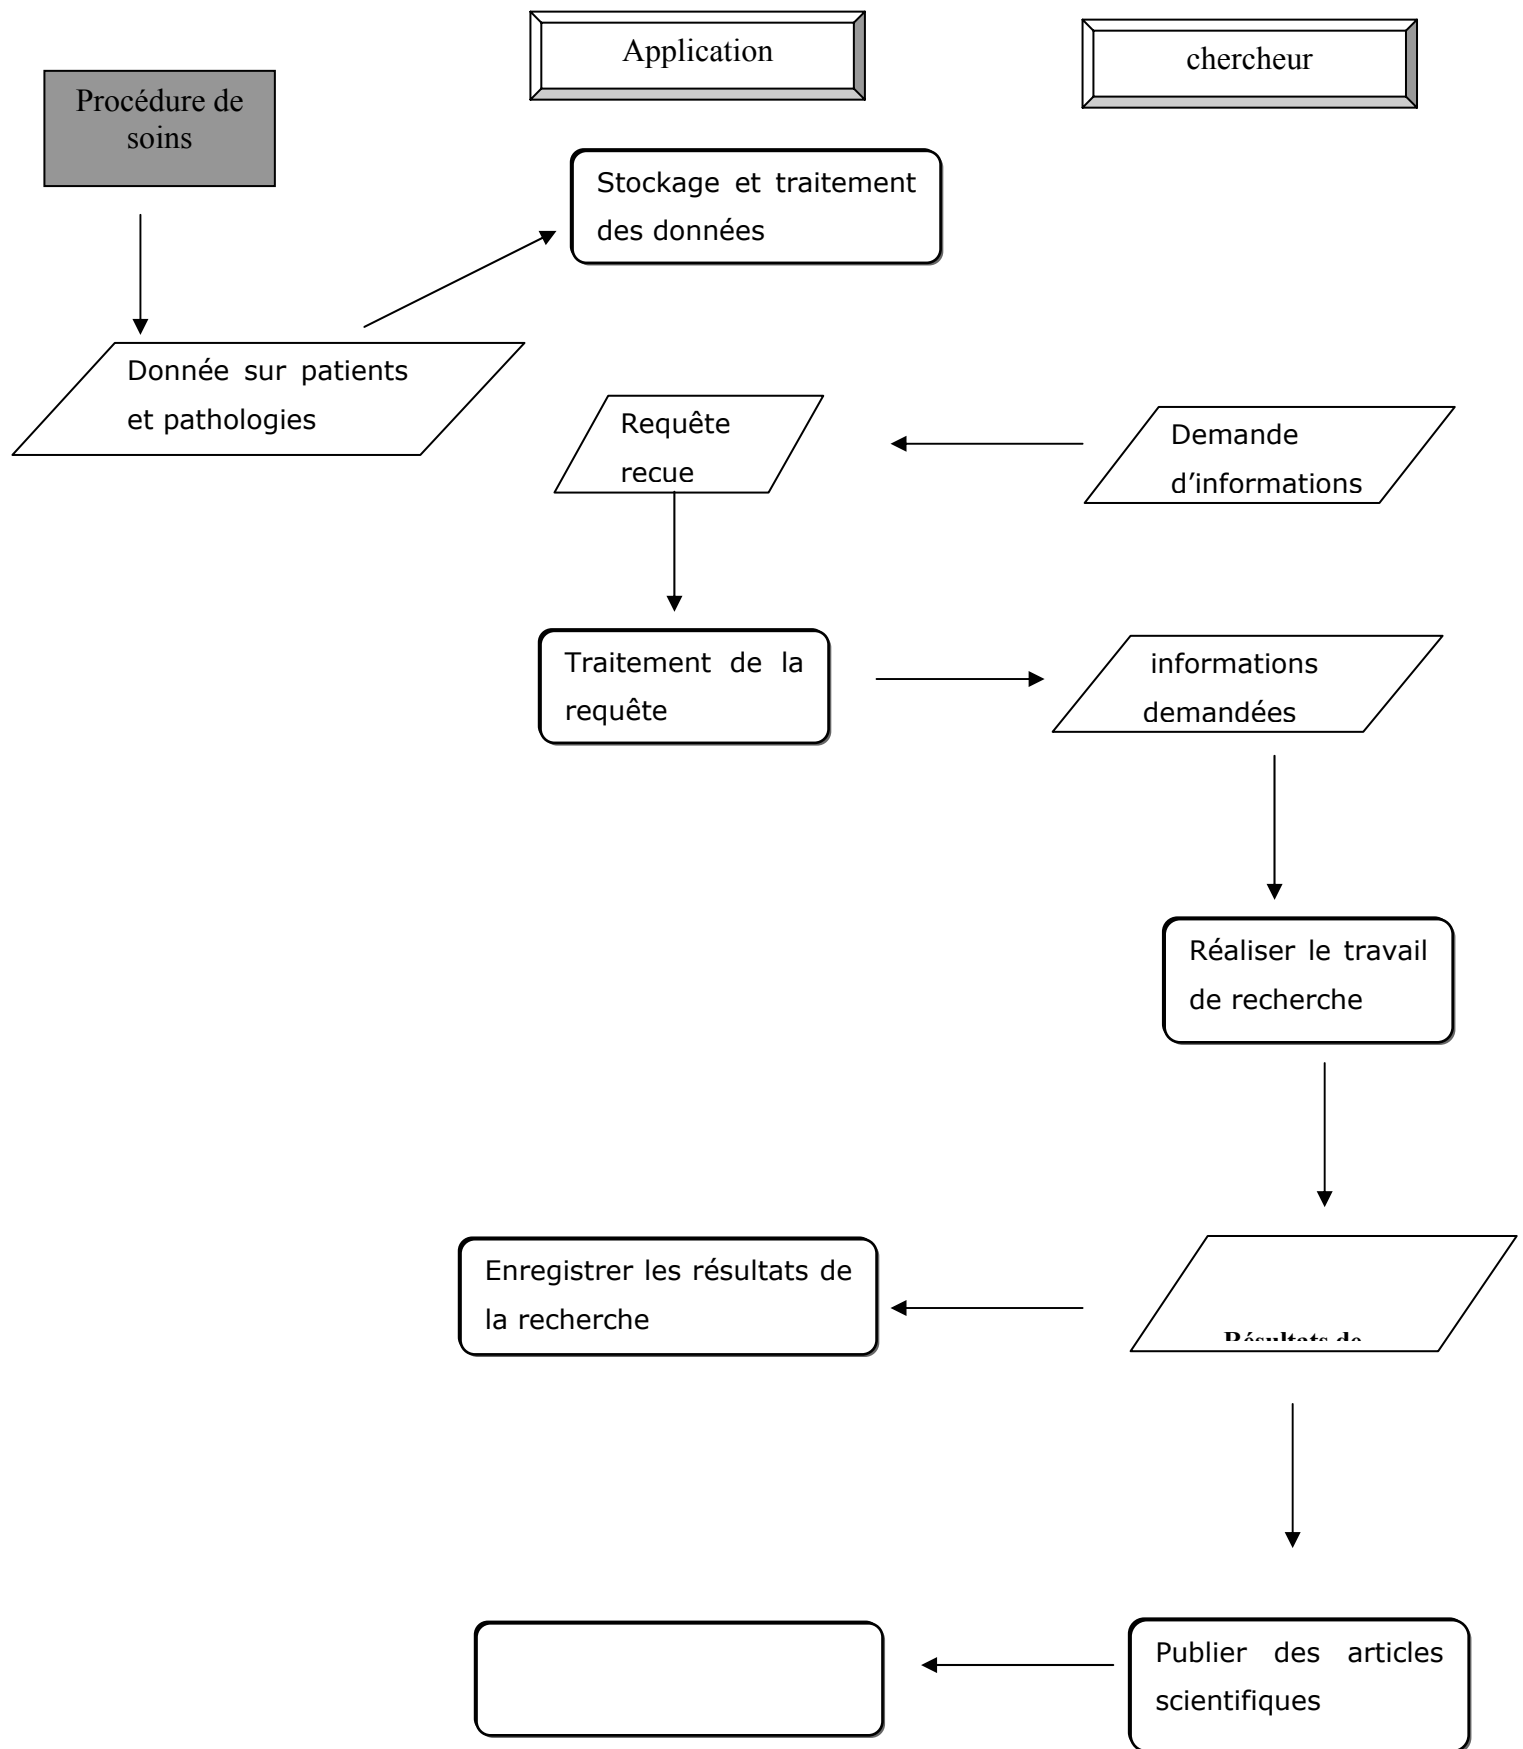 Application
chercheur
Procédure de
soins
Stockage et traitement
des données
Donnée sur patients
et pathologies
Requête
recue
Demande
d’informations
Traitement de la
requête
informations
demandées
Réaliser le travail
de recherche
Enregistrer les résultats de
la recherche
Résultats de
Publier des articles
scientifiques